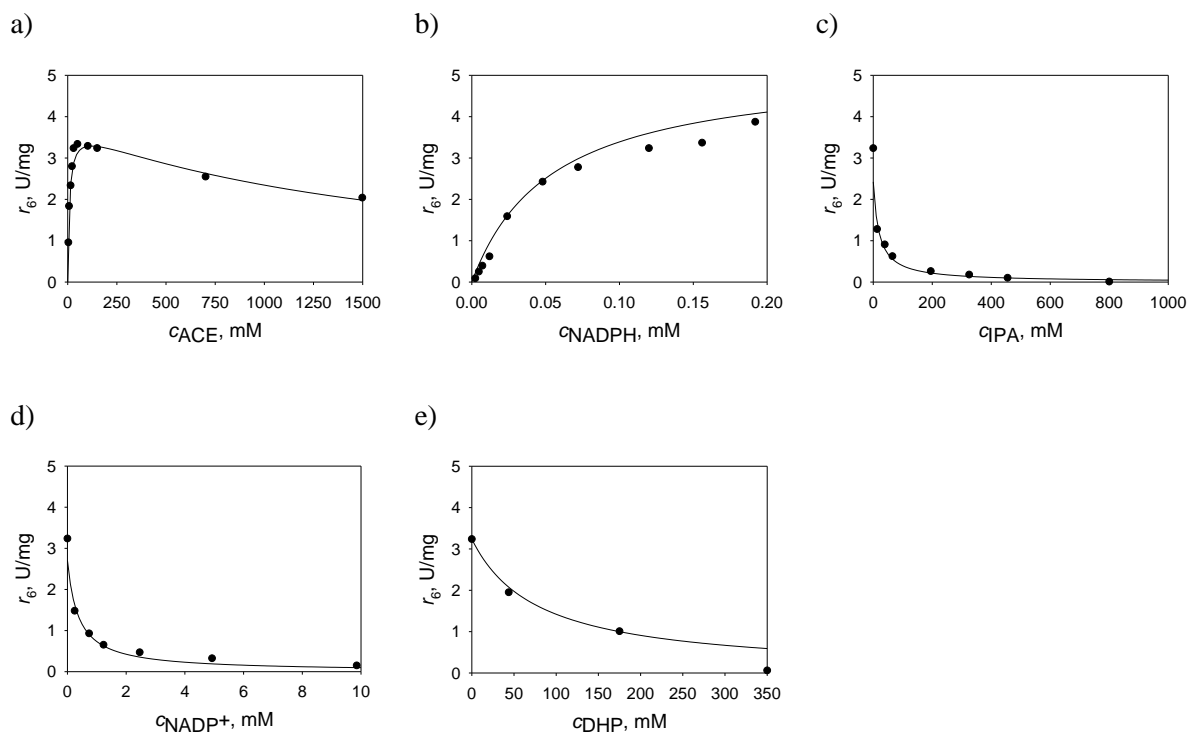 a)
b)
c)
5
4
3
2
1
0
r6, U/mg
0 250 500 750 1000 1250 1500
cACE, mM
5
4
3
2
1
0
r6, U/mg
0.00 0.05 0.10 0.15 0.20
cNADPH, mM
5
4
3
2
1
0
r6, U/mg
0 200 400 600 800 1000
cIPA, mM
d)
e)
5
4
3
2
1
0
r6, U/mg
0 2 4 6 8 10
cNADP+, mM
5
4
3
2
1
0
r6, U/mg
0 50 100 150 200 250 300 350
cDHP, mM